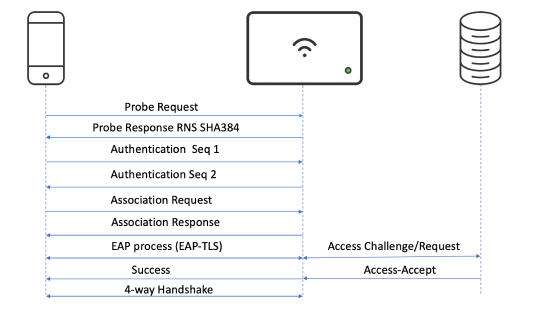 Probe Request
Probe Response RNS SHA384
Authentication Seq 1
Authentication Seq 2
Association Request
Association Response
EAP process (EAP-TLS)
Access Challenge/Request
Success
Access-Accept
4-way Handshake